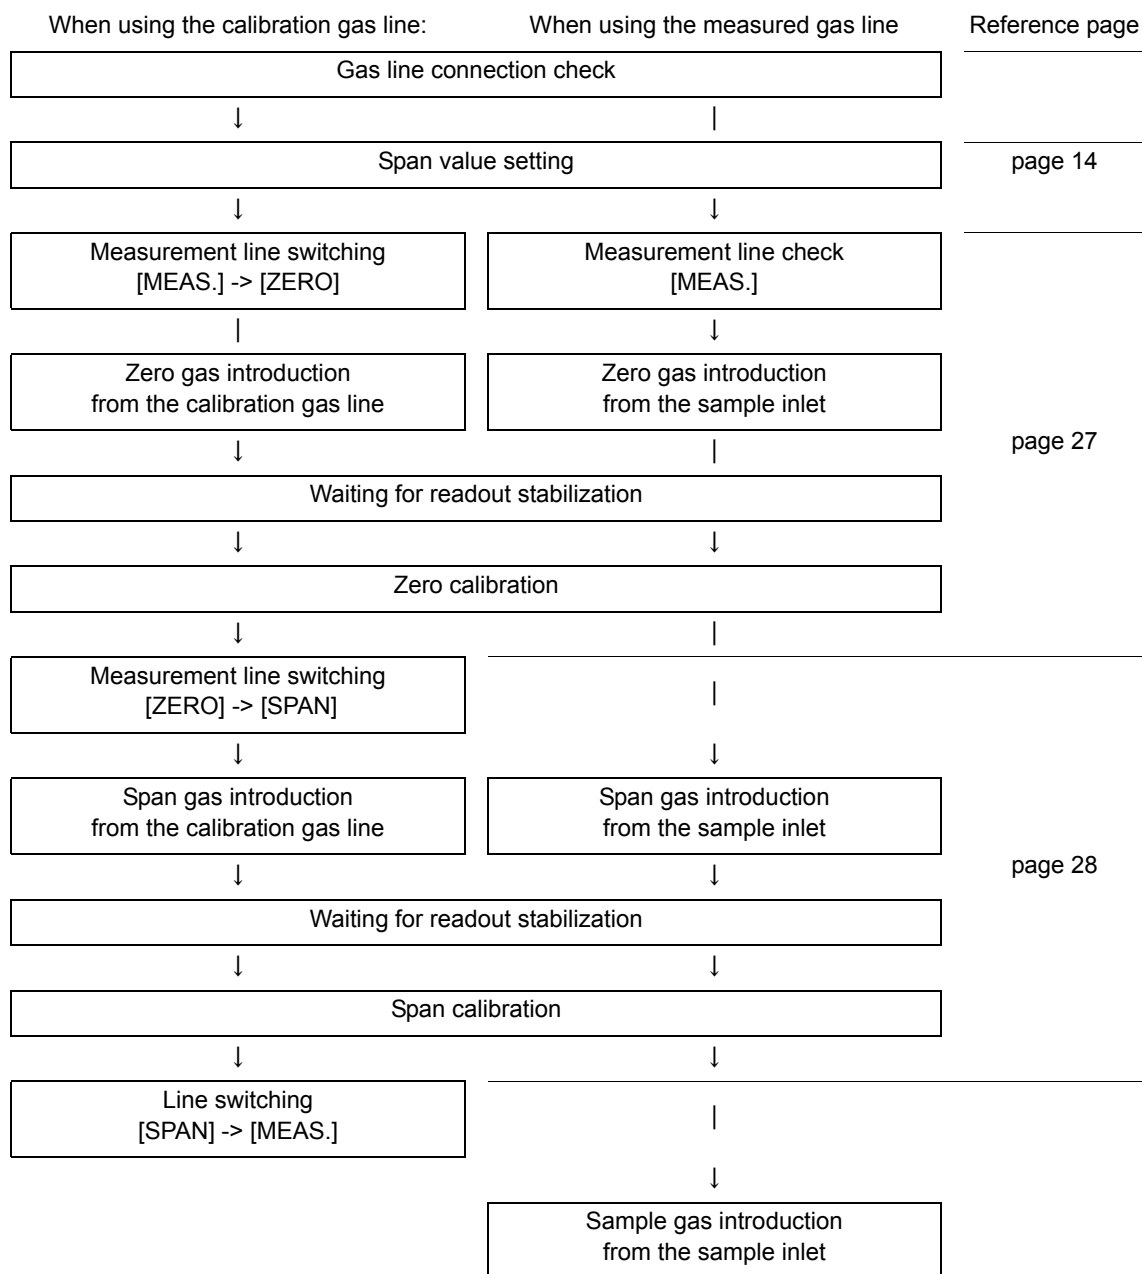 When using the calibration gas line: When using the measured gas line Reference page
Gas line connection check
↓ |
Span value setting page 14
↓ ↓
Measurement line switching Measurement line check
[MEAS.] -> [ZERO] [MEAS.]
| ↓
Zero gas introduction Zero gas introduction
from the calibration gas line from the sample inlet
page 27
↓ |
Waiting for readout stabilization
↓ ↓
Zero calibration
↓ |
Measurement line switching
[ZERO] -> [SPAN] |
↓ ↓
Span gas introduction Span gas introduction
from the calibration gas line from the sample inlet
page 28
↓ ↓
Waiting for readout stabilization
↓ ↓
Span calibration
↓ ↓
Line switching
[SPAN] -> [MEAS.] |
↓
Sample gas introduction
from the sample inlet